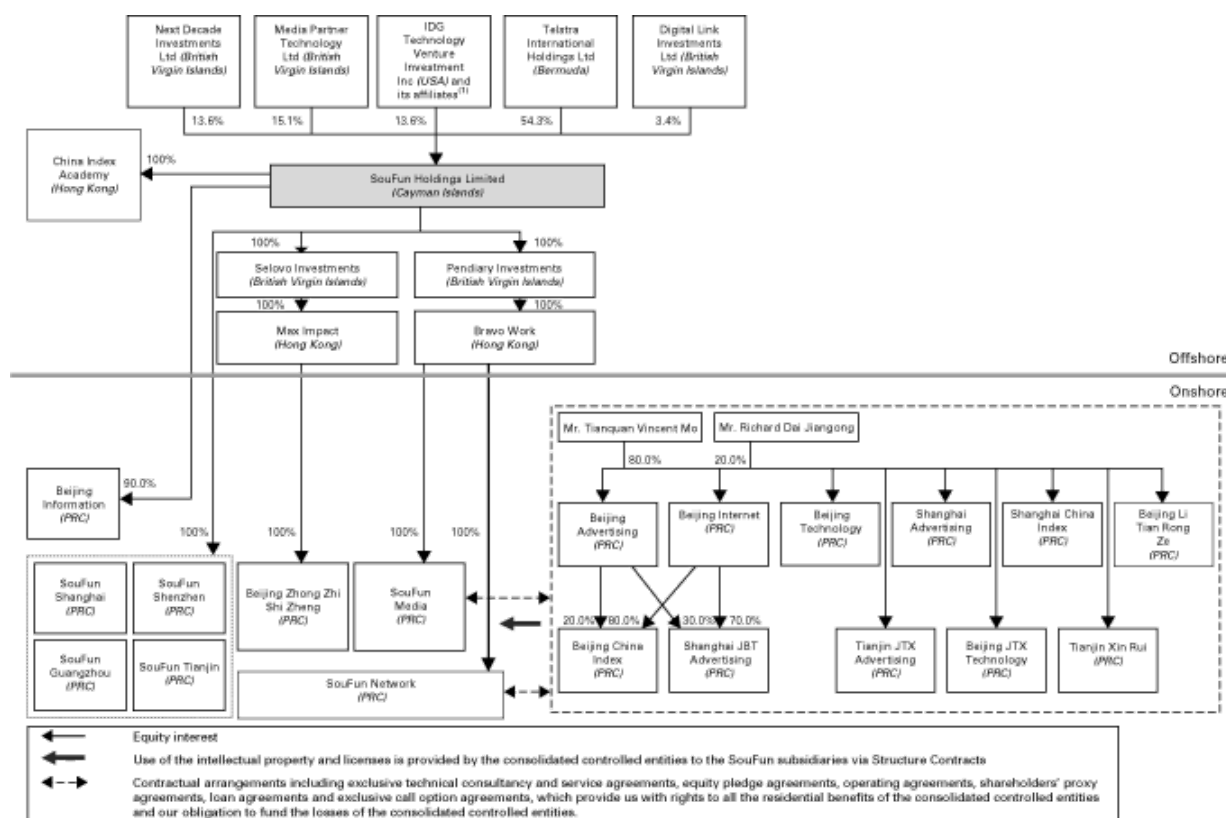 Next Decade
Investments
Ltd (British
Virgin Islands)
Media Partner
Technology
Ltd (British
Virgin Islands)
IDG
Technology
Venture
Investment
Inc (USA) and
its affiliates(1)
Telstra
International
Holdings Ltd
(Bermuda)
Digital Link
Investments
Ltd (British
Virgin Islands)
13.6%
15.1%
13.6%
54.3%
3.4%
China Index
Academy
(Hong Kong)
100%
SouFun Holdings Limited
(Cayman Islands)
100%
100%
Selovo Investments
(British Virgin Islands)
Pendiary Investments
(British Virgin Islands)
100%
100%
Max Impact
(Hong Kong)
Bravo Work
(Hong Kong)
Offshore
Onshore
Mr. Tianquan Vincent Mo
Mr. Richard Dai Jiangong
80.0%
20.0%
Beijing
Information
(PRC)
90.0%
Beijing
Advertising
(PRC)
Beijing Internet
(PRC)
Beijing
Technology
(PRC)
Shanghai
Advertising
(PRC)
Shanghai China
Index
(PRC)
Beijing Li
Tian Rong
Ze
(PRC)
100%
100%
100%
100%
SouFun
Shanghai
(PRC)
SouFun
Shenzhen
(PRC)
SouFun
Guangzhou
(PRC)
SouFun Tianjin
(PRC)
Beijing Zhong Zhi
Shi Zheng
(PRC)
SouFun
Media
(PRC)
SouFun Network
(PRC)
20.0%
80.0%
30.0%
70.0%
Beijing China
Index
(PRC)
Shanghai JBT
Advertising
(PRC)
Tianjin JTX
Advertising
(PRC)
Beijing JTX
Technology
(PRC)
Tianjin Xin Rui
(PRC)
Equity interest
Use of the intellectual property and licenses is provided by the consolidated controlled entities to the SouFun subsidiaries via Structure Contracts
Contractual arrangements including exclusive technical consultancy and service agreements, equity pledge agreements, operating agreements, shareholders' proxy
agreements, loan agreements and exclusive call option agreements, which provide us with rights to all the residential benefits of the consolidated controlled entities
and our obligation to fund the losses of the consolidated controlled entities.